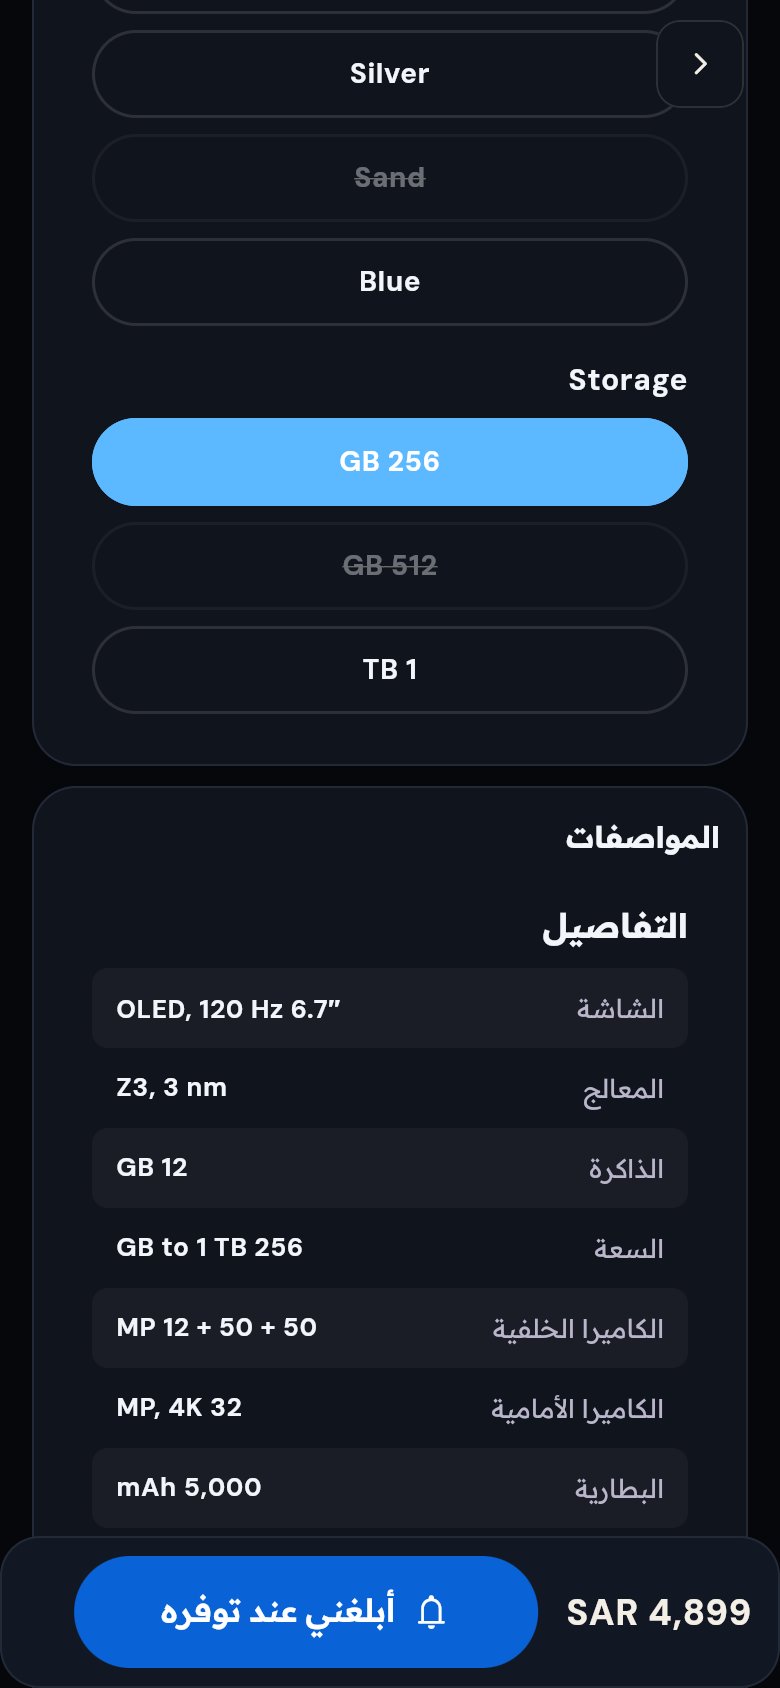 Silver
Sand
Blue
Storage
GB 256
GB 512
TB 1
المواصفات
التفاصيل
الشاشة OLED, 120 Hz 6.7″
المعالج Z3, 3 nm
الذاكرة GB 12
السعة GB to 1 TB 256
الكاميرا الخلفية MP 12 + 50 + 50
الكاميرا الأمامية MP, 4K 32
البطارية mAh 5,000
SAR 4,899
أبلغني عند توفره